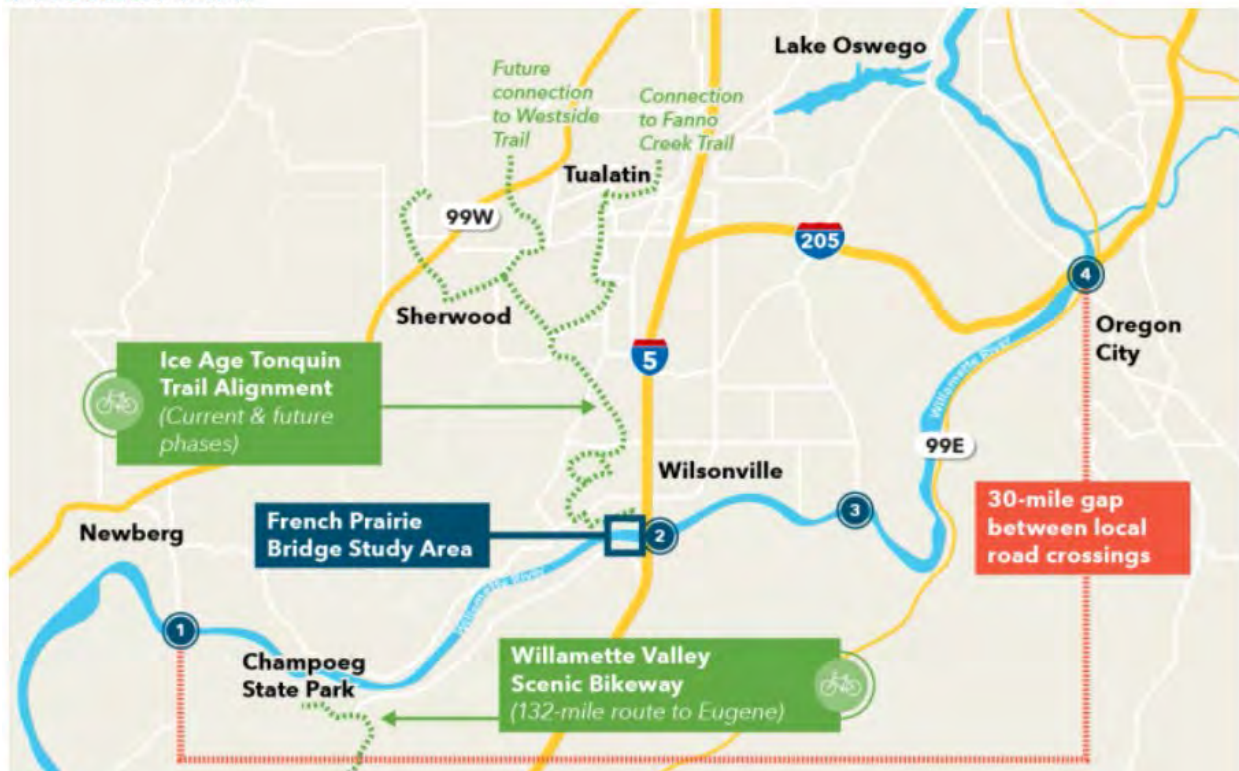 Lake Oswego
Future
connection
to Westside
Trail
Connection
to Fanno
Creek Trail
Tualatin
99W
205
4
Sherwood
Oregon
City
5
Ice Age Tonquin
Trail Alignment
(Current & future
phases)
Willamette River
99E
Wilsonville
30-mile gap
between local
road crossings
Newberg
French Prairie
Bridge Study Area
2
3
Willamette River
1
Champoeg
State Park
Willamette Valley
Scenic Bikeway
(132-mile route to Eugene)